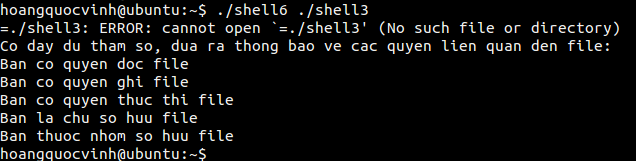 hoangquocvinh@ubuntu:~$ ./shell6 ./shell3
=./shell3: ERROR: cannot open `=./shell3' (No such file or directory)
Co day du tham so, dua ra thong bao ve cac quyen lien quan den file:
Ban co quyen doc file
Ban co quyen ghi file
Ban co quyen thuc thi file
Ban la chu so huu file
Ban thuoc nhom so huu file
hoangquocvinh@ubuntu:~$